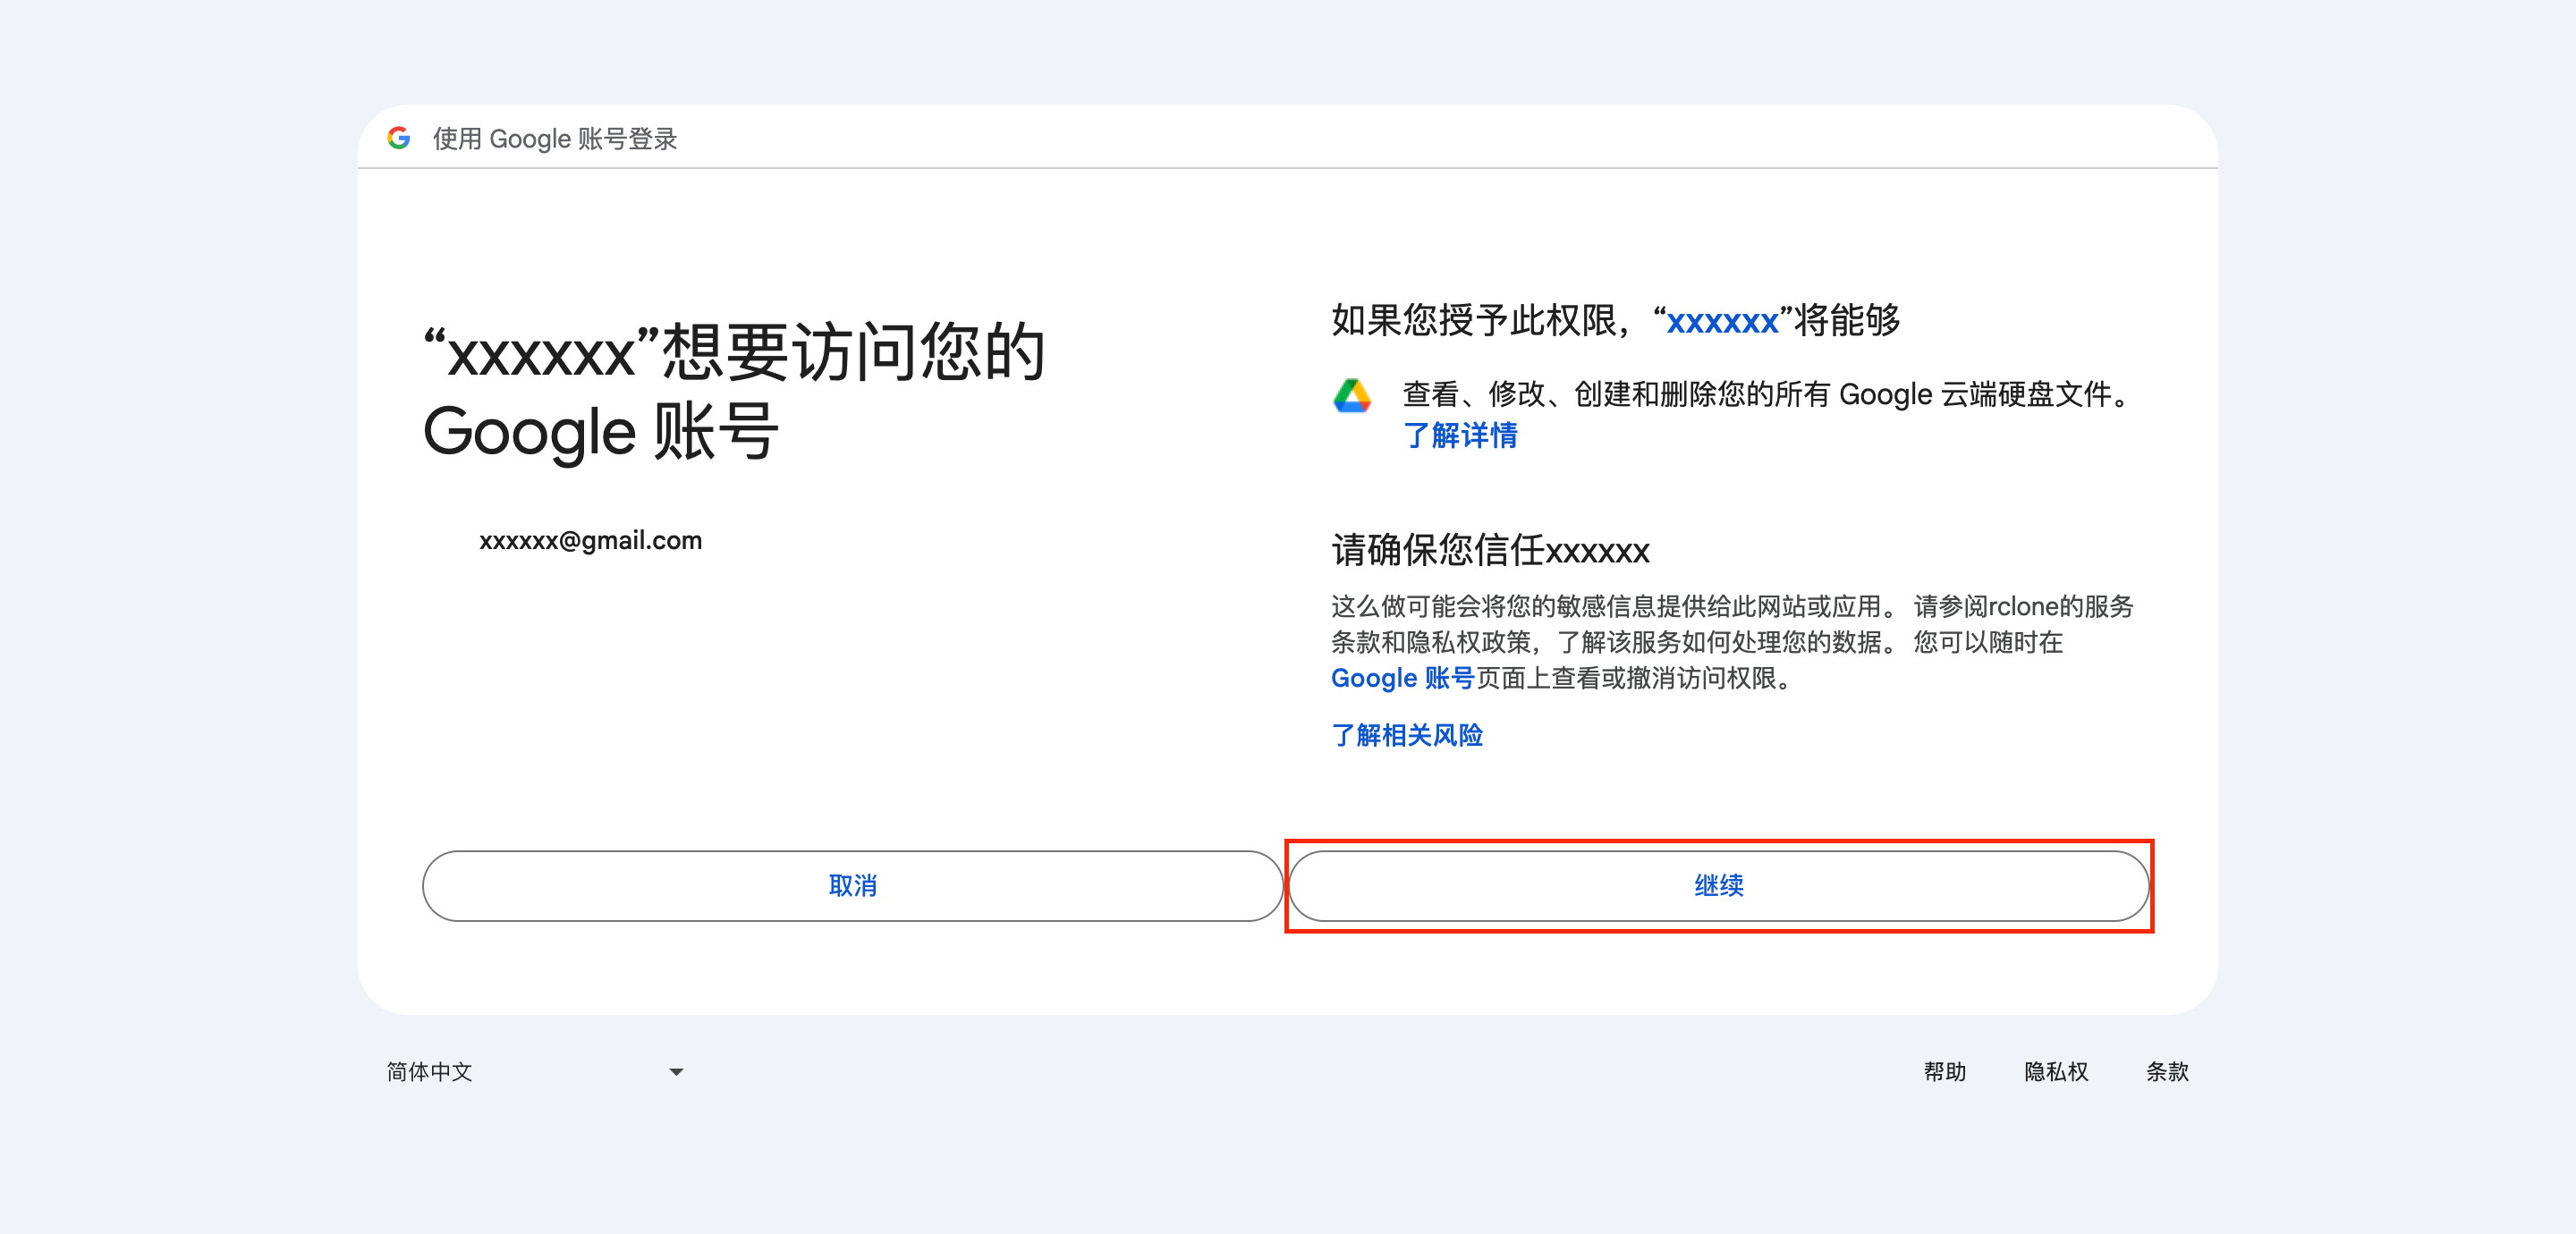 使用 Google 账号登录
“xxxxxx”想要访问您的
Google 账号
xxxxxx@gmail.com
如果您授予此权限，“xxxxxx”将能够
查看、修改、创建和删除您的所有 Google 云端硬盘文件。
了解详情
请确保您信任xxxxxx
这么做可能会将您的敏感信息提供给此网站或应用。 请参阅rclone的服务
条款和隐私权政策，了解该服务如何处理您的数据。 您可以随时在
Google 账号页面上查看或撤消访问权限。
了解相关风险
取消
继续
简体中文
帮助
隐私权
条款